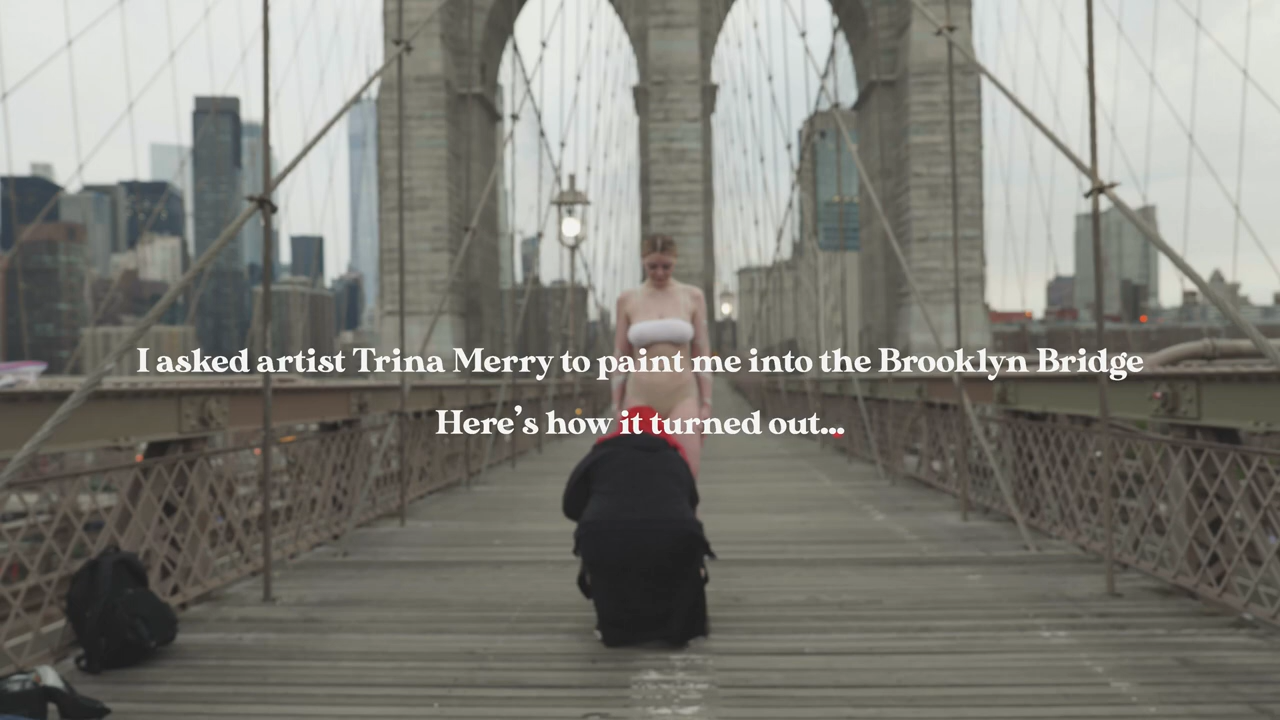 I asked artist Trina Merry to paint me into the Brooklyn Bridge
Here's how it turned out...